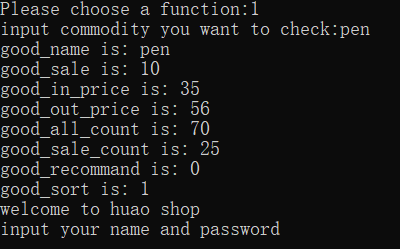 Please choose a function:1
input commodity you want to check:pen
good_name is: pen
good_sale is: 10
good_in_price is: 35
good_out_price is: 56
good_all_count is: 70
good_sale_count is: 25
good_recommand is: 0
good_sort is: 1
welcome to huao shop
input your name and password